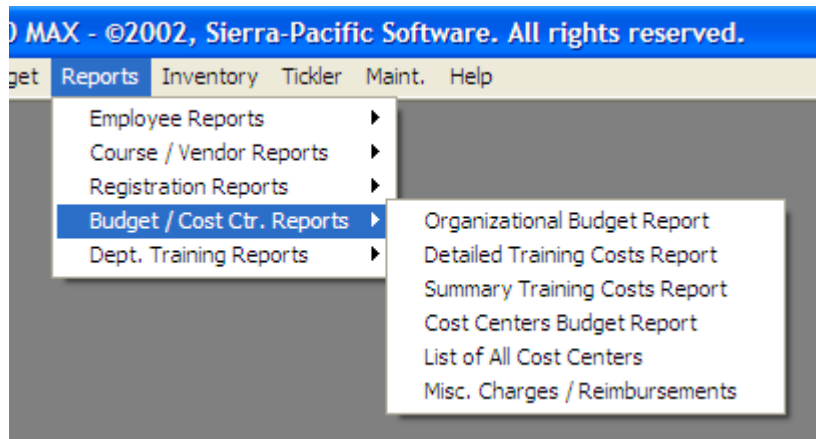 MAX - ©2002, Sierra-Pacific Software. All rights reserved.
get Reports Inventory Tickler Maint. Help
Employee Reports
Course / Vendor Reports
Registration Reports
Budget / Cost Ctr. Reports
Dept. Training Reports
Organizational Budget Report
Detailed Training Costs Report
Summary Training Costs Report
Cost Centers Budget Report
List of All Cost Centers
Misc. Charges / Reimbursements